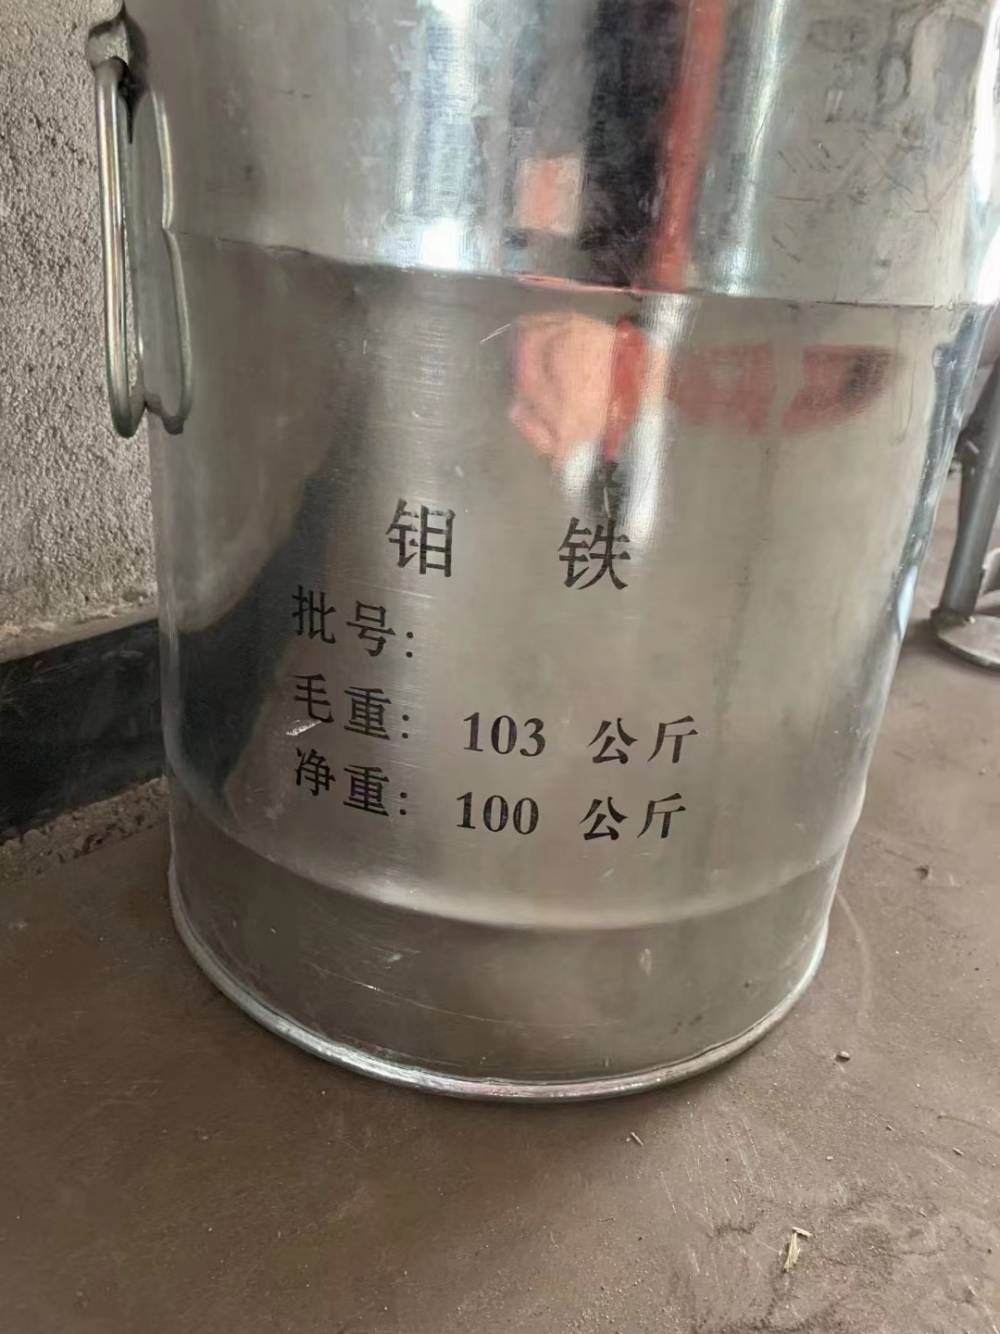 钼 铁
批号：
毛重：103 公斤
净重：100 公斤